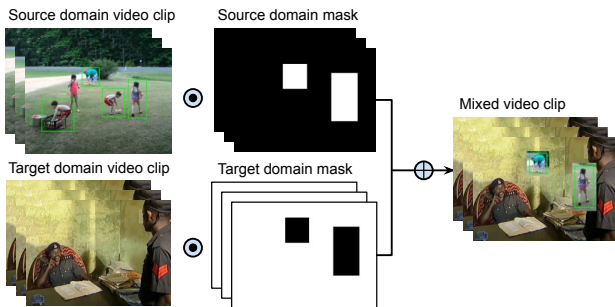 Source domain video clip
Source domain mask
Mixed video clip
Target domain video clip
Target domain mask